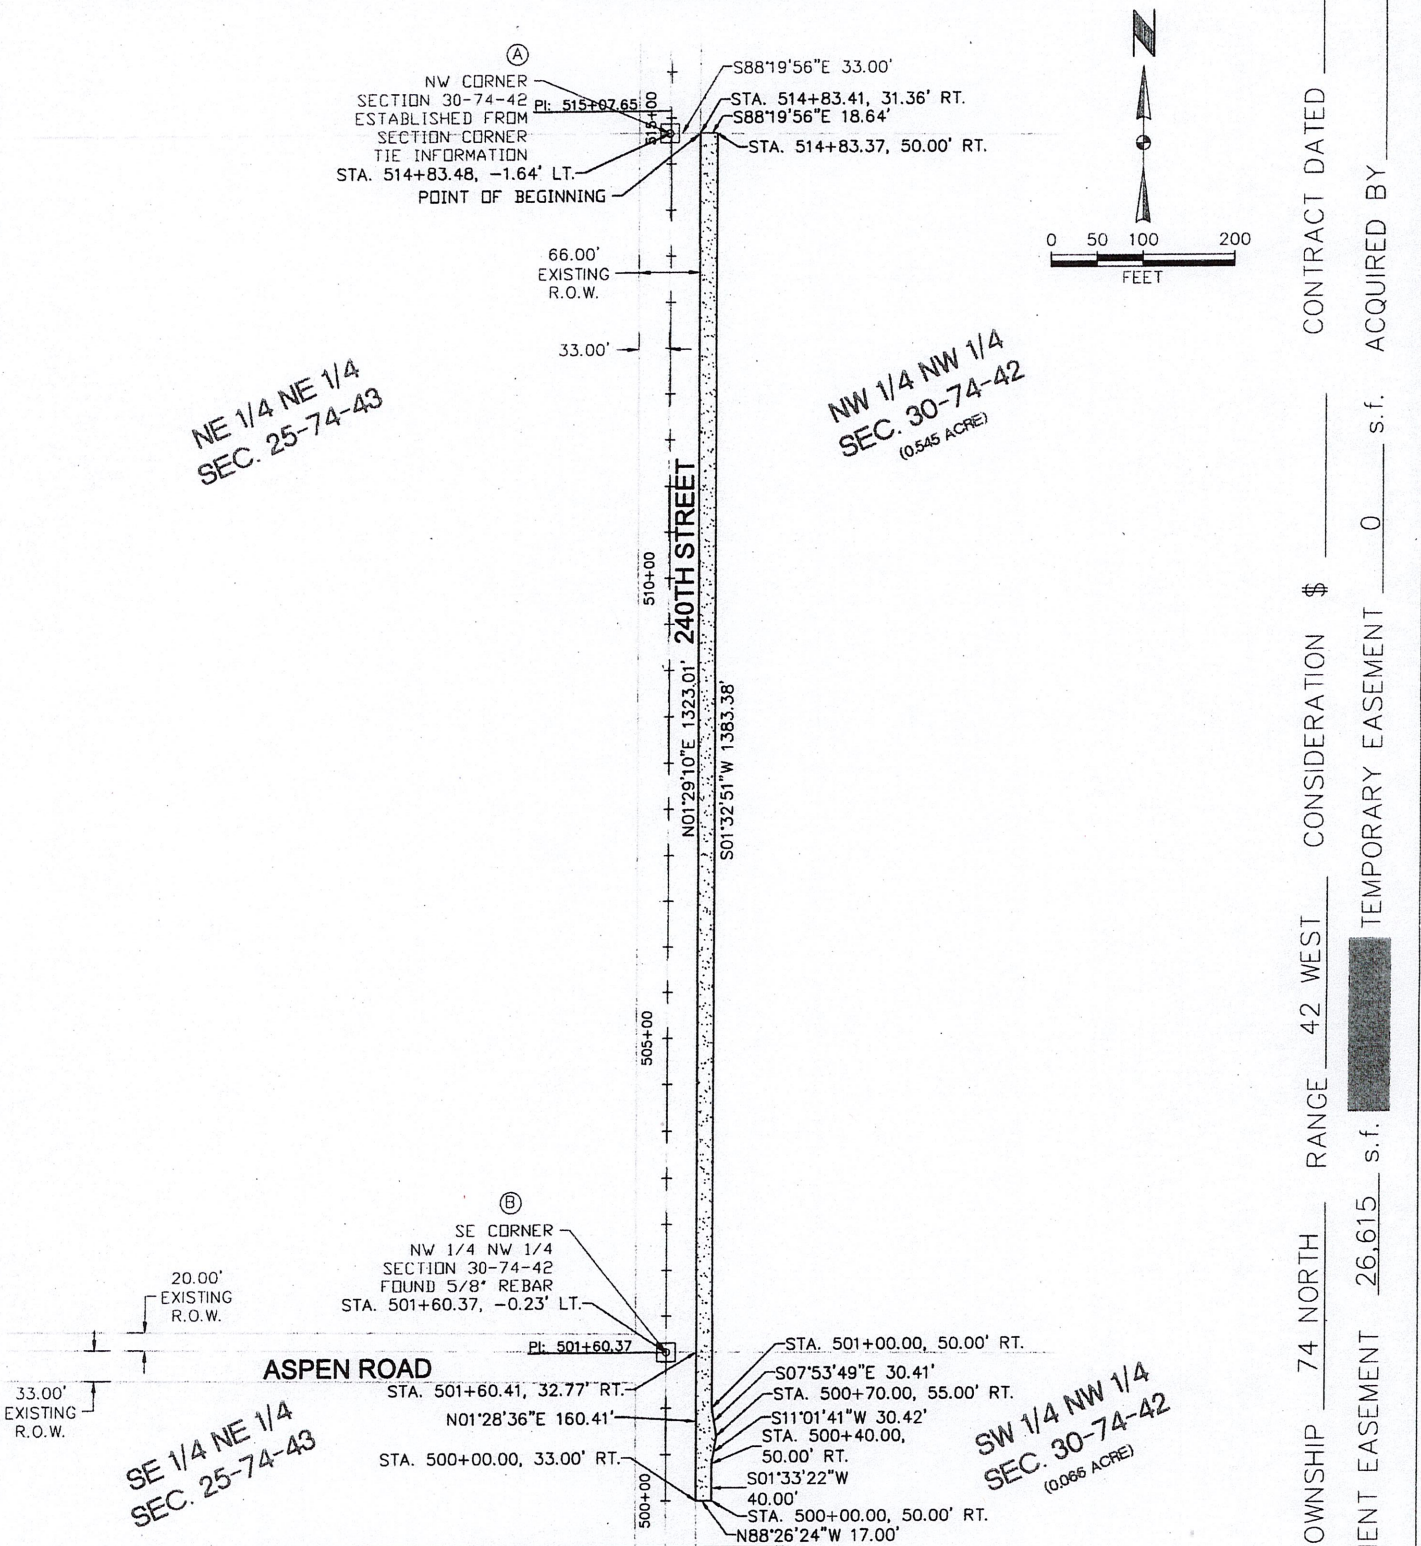 N
Ⓐ
NW CORNER
SECTION 30-74-42
ESTABLISHED FROM
SECTION CORNER
TIE INFORMATION
STA. 514+83.48, -1.64' LT.
POINT OF BEGINNING
PI: 515+07.65
515+00
S88°19'56"E 33.00'
STA. 514+83.41, 31.36' RT.
S88°19'56"E 18.64'
STA. 514+83.37, 50.00' RT.
0 50 100 200
FEET
66.00'
EXISTING
R.O.W.
33.00'
NE 1/4 NE 1/4
SEC. 25-74-43
NW 1/4 NW 1/4
SEC. 30-74-42
(0.545 ACRE)
240TH STREET
510+00
N01°29'10"E 1323.01'
S01°32'51"W 1383.38'
505+00
Ⓑ
SE CORNER
NW 1/4 NW 1/4
SECTION 30-74-42
FOUND 5/8" REBAR
STA. 501+60.37, -0.23' LT.
20.00'
EXISTING
R.O.W.
PI: 501+60.37
ASPEN ROAD
33.00'
EXISTING
R.O.W.
STA. 501+60.41, 32.77' RT.
N01°28'36"E 160.41'
STA. 500+00.00, 33.00' RT.
SE 1/4 NE 1/4
SEC. 25-74-43
500+00
STA. 501+00.00, 50.00' RT.
S07°53'49"E 30.41'
STA. 500+70.00, 55.00' RT.
S11°01'41"W 30.42'
STA. 500+40.00,
50.00' RT.
S01°33'22"W
40.00'
STA. 500+00.00, 50.00' RT.
N88°26'24"W 17.00'
SW 1/4 NW 1/4
SEC. 30-74-42
(0.066 ACRE)
OWNSHIP 74 NORTH RANGE 42 WEST CONSIDERATION $ CONTRACT DATED
ENT EASEMENT 26,615 s.f. TEMPORARY EASEMENT 0 s.f. ACQUIRED BY